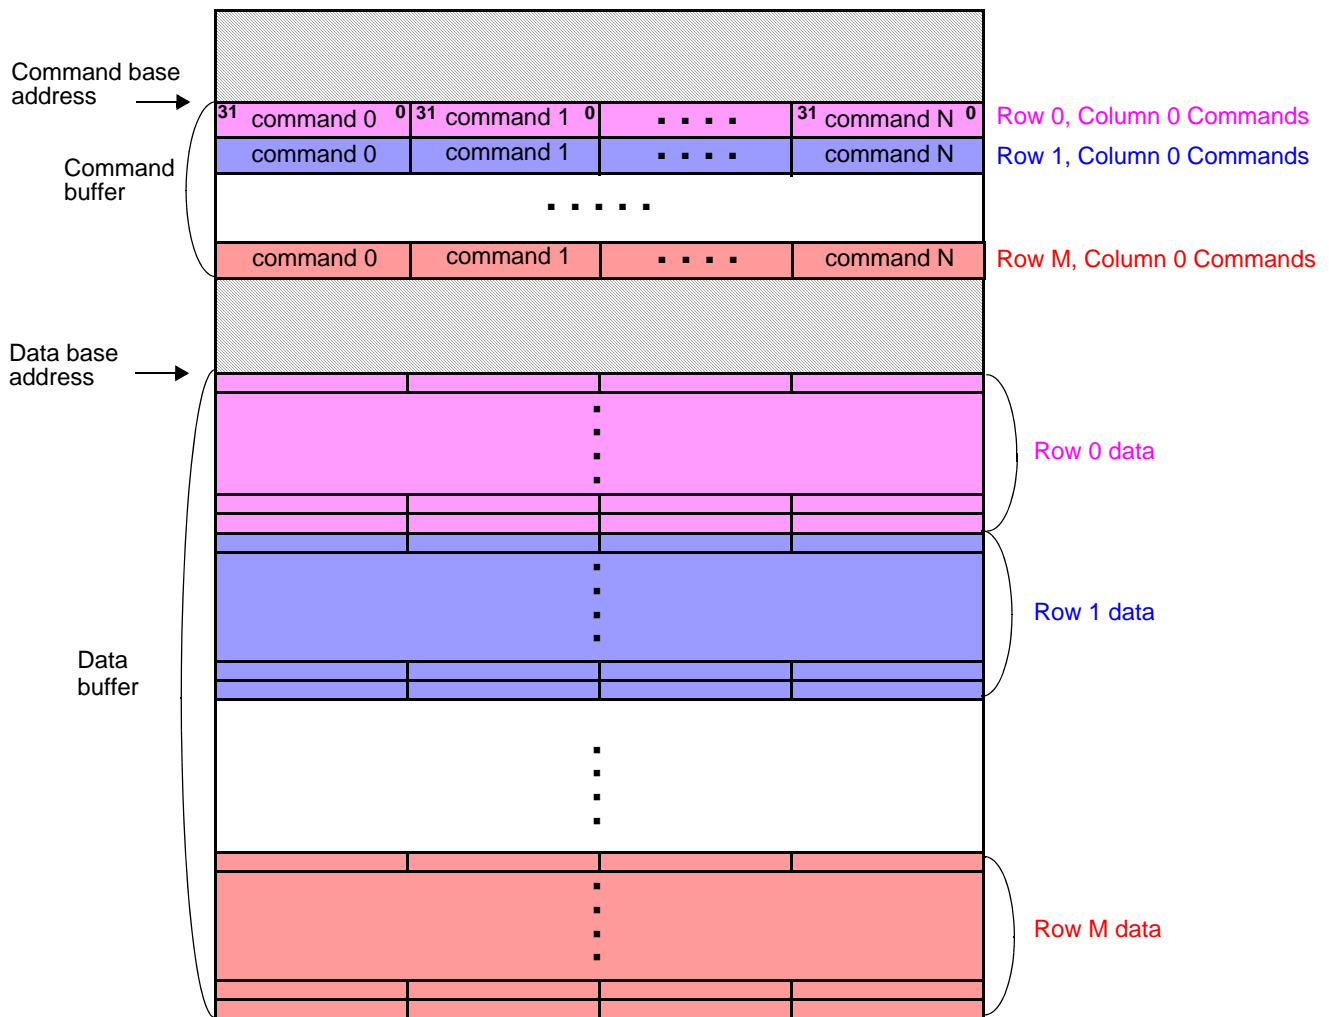 Command base
address
31 command 0 0 31 command 1 0 31 command N 0 Row 0, Column 0 Commands
command 0 command 1 command N Row 1, Column 0 Commands
Command
buffer
command 0 command 1 command N Row M, Column 0 Commands
Data base
address
Row 0 data
Row 1 data
Data
buffer
Row M data